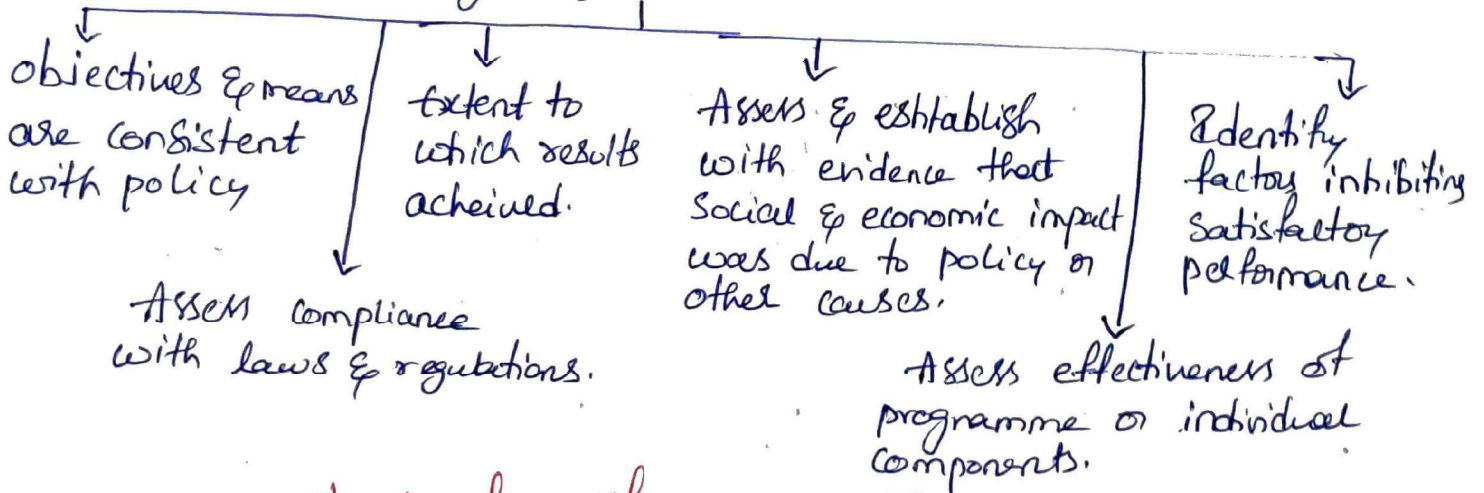 objectives & means
are consistent
with policy
Extent to
which results
acheived.
Assess & eshtablish
with evidence that
Social & economic impact
was due to policy or
other causes.
Identify
factors inhibiting
Satisfactory
performance.
Assess compliance
with laws & regulations.
Assess effectiveness of
programme or individual
components.